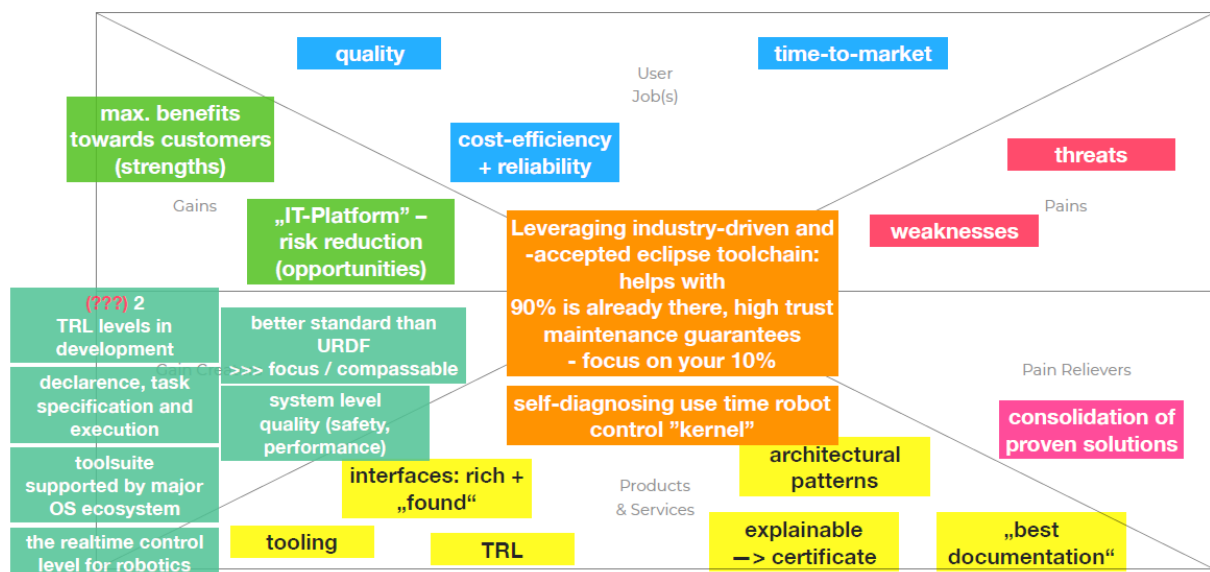 quality
time-to-market
User
Job(s)
max. benefits
towards customers
(strengths)
cost-efficiency
+ reliability
threats
Gains
Pains
„IT-Platform” –
risk reduction
(opportunities)
weaknesses
Leveraging industry-driven and
-accepted eclipse toolchain:
helps with
90% is already there, high trust
maintenance guarantees
- focus on your 10%
(???) 2
TRL levels in
development
better standard than
URDF
>>> focus / compassable
Gain Crea
Pain Relievers
declarence, task
specification and
execution
system level
quality (safety,
performance)
self-diagnosing use time robot
control ”kernel”
consolidation of
proven solutions
toolsuite
supported by major
OS ecosystem
interfaces: rich +
„found“
architectural
patterns
Products
& Services
the realtime control
level for robotics
tooling
TRL
explainable
—> certificate
„best
documentation“